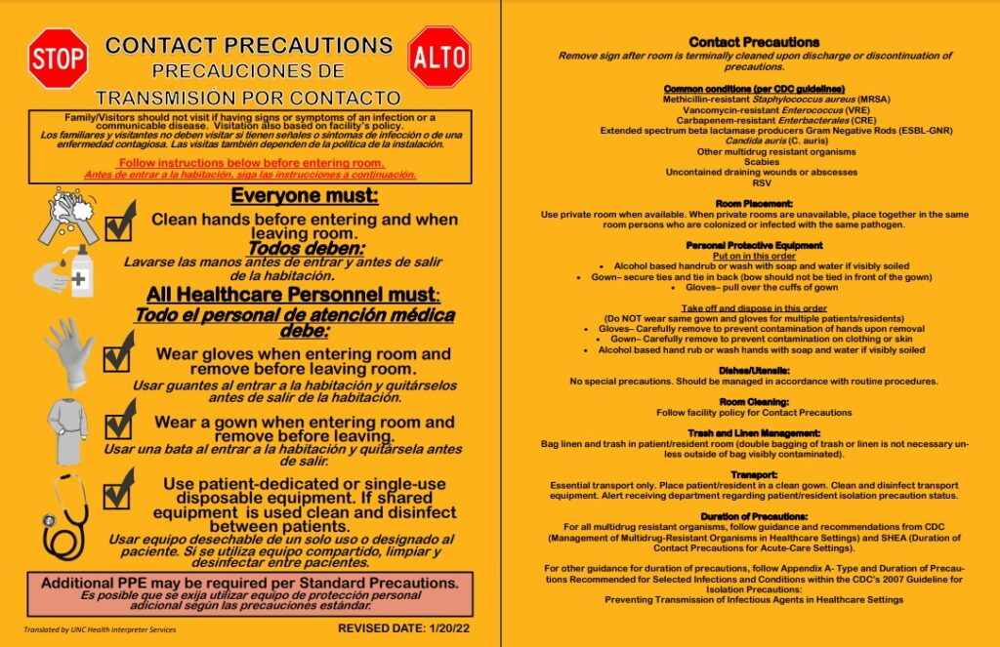 STOP
CONTACT PRECAUTIONS
PRECAUCIONES DE
TRANSMISIÓN POR CONTACTO
ALTO
Family/Visitors should not visit if having signs or symptoms of an infection or a
communicable disease. Visitation also based on facility's policy.
Los familiares y visitantes no deben visitar si tienen señales o síntomas de infección o de una
enfermedad contagiosa. Las visitas también dependen de la política de la instalación.
Follow instructions below before entering room.
Antes de entrar a la habitación, siga las instrucciones a continuación.
Everyone must:
Clean hands before entering and when
leaving room.
Todos deben:
Lavarse las manos antes de entrar y antes de salir
de la habitación.
All Healthcare Personnel must:
Todo el personal de atención médica
debe:
Wear gloves when entering room and
remove before leaving room.
Usar guantes al entrar a la habitación y quitárselos
antes de salir de la habitación.
Wear a gown when entering room and
remove before leaving.
Usar una bata al entrar a la habitación y quitársela antes
de salir.
Use patient-dedicated or single-use
disposable equipment. If shared
equipment is used clean and disinfect
between patients.
Usar equipo desechable de un solo uso o designado al
paciente. Si se utiliza equipo compartido, limpiar y
desinfectar entre pacientes.
Additional PPE may be required per Standard Precautions.
Es posible que se exija utilizar equipo de protección personal
adicional según las precauciones estándar.
Translated by UNC Health Interpreter Services
REVISED DATE: 1/20/22
Contact Precautions
Remove sign after room is terminally cleaned upon discharge or discontinuation of
precautions.
Common conditions (per CDC guidelines)
Methicillin-resistant Staphylococcus aureus (MRSA)
Vancomycin-resistant Enterococcus (VRE)
Carbapenem-resistant Enterbacterales (CRE)
Extended spectrum beta lactamase producers Gram Negative Rods (ESBL-GNR)
Candida auris (C. auris)
Other multidrug resistant organisms
Scabies
Uncontained draining wounds or abscesses
RSV
Room Placement:
Use private room when available. When private rooms are unavailable, place together in the same
room persons who are colonized or infected with the same pathogen.
Personal Protective Equipment
Put on in this order
• Alcohol based handrub or wash with soap and water if visibly soiled
• Gown– secure ties and tie in back (bow should not be tied in front of the gown)
• Gloves– pull over the cuffs of gown
Take off and dispose in this order
(Do NOT wear same gown and gloves for multiple patients/residents)
• Gloves– Carefully remove to prevent contamination of hands upon removal
• Gown– Carefully remove to prevent contamination on clothing or skin
• Alcohol based hand rub or wash hands with soap and water if visibly soiled
Dishes/Utensils:
No special precautions. Should be managed in accordance with routine procedures.
Room Cleaning:
Follow facility policy for Contact Precautions
Trash and Linen Management:
Bag linen and trash in patient/resident room (double bagging of trash or linen is not necessary un-
less outside of bag visibly contaminated).
Transport:
Essential transport only. Place patient/resident in a clean gown. Clean and disinfect transport
equipment. Alert receiving department regarding patient/resident isolation precaution status.
Duration of Precautions:
For all multidrug resistant organisms, follow guidance and recommendations from CDC
(Management of Multidrug-Resistant Organisms in Healthcare Settings) and SHEA (Duration of
Contact Precautions for Acute-Care Settings).
For other guidance for duration of precautions, follow Appendix A- Type and Duration of Precau-
tions Recommended for Selected Infections and Conditions within the CDC's 2007 Guideline for
Isolation Precautions:
Preventing Transmission of Infectious Agents in Healthcare Settings